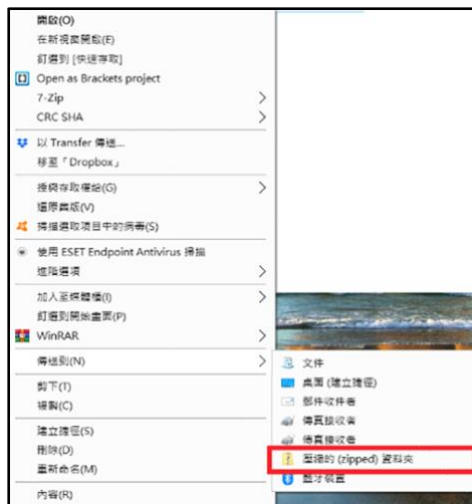 開啟(O)
在新視窗開啟(E)
釘選到 [快速存取]
Open as Brackets project
7-Zip
CRC SHA
以 Transfer 傳送...
移至「Dropbox」
授與存取權給(G)
還原舊版(V)
掃描選取項目中的病毒(S)
使用 ESET Endpoint Antivirus 掃描
進階選項
加入至媒體櫃(I)
釘選到開始畫面(P)
WinRAR
傳送到(N)
剪下(T)
複製(C)
建立捷徑(S)
刪除(D)
重新命名(M)
內容(R)
文件
桌面 (建立捷徑)
郵件收件者
傳真接收者
傳真接收者
壓縮的 (zipped) 資料夾
藍牙裝置